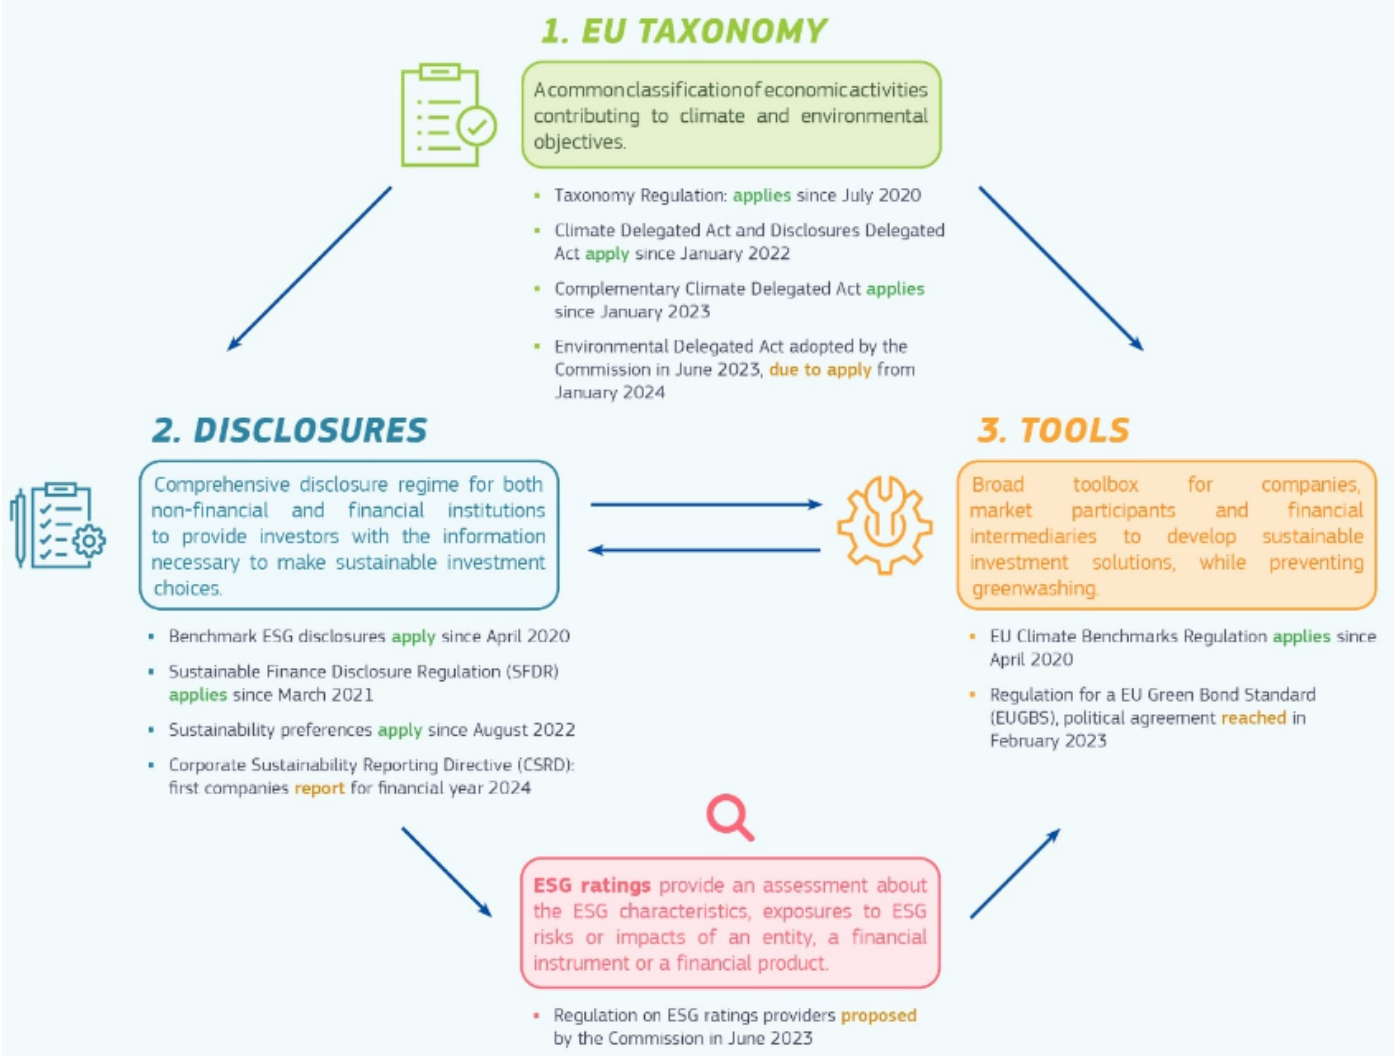 1. EU TAXONOMY
A common classification of economic activities
contributing to climate and environmental
objectives.
Taxonomy Regulation: applies since July 2020
Climate Delegated Act and Disclosures Delegated
Act apply since January 2022
Complementary Climate Delegated Act applies
since January 2023
Environmental Delegated Act adopted by the
Commission in June 2023, due to apply from
January 2024
2. DISCLOSURES
Comprehensive disclosure regime for both
non-financial and financial institutions
to provide investors with the information
necessary to make sustainable investment
choices.
Benchmark ESG disclosures apply since April 2020
Sustainable Finance Disclosure Regulation (SFDR)
applies since March 2021
Sustainability preferences apply since August 2022
Corporate Sustainability Reporting Directive (CSRD):
first companies report for financial year 2024
3. TOOLS
Broad toolbox for companies,
market participants and financial
intermediaries to develop sustainable
investment solutions, while preventing
greenwashing.
EU Climate Benchmarks Regulation applies since
April 2020
Regulation for a EU Green Bond Standard
(EUGBS), political agreement reached in
February 2023
ESG ratings provide an assessment about
the ESG characteristics, exposures to ESG
risks or impacts of an entity, a financial
instrument or a financial product.
Regulation on ESG ratings providers proposed
by the Commission in June 2023